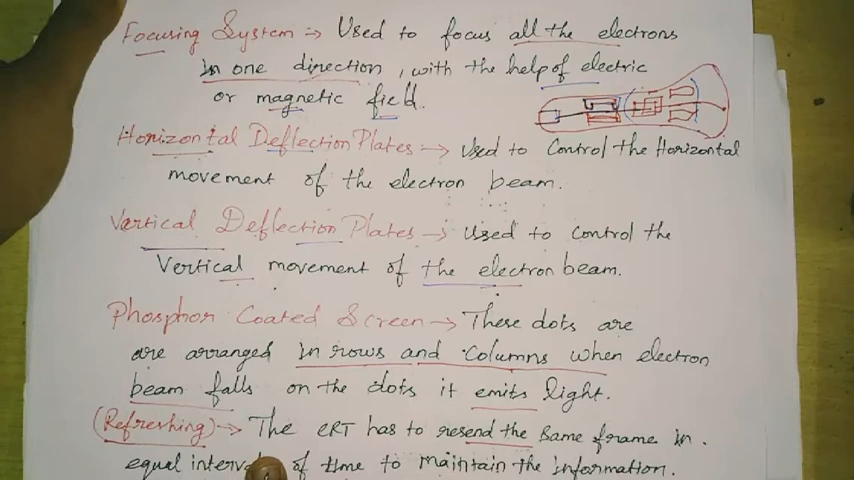 Focusing System → Used to focus all the electrons
in one direction, with the help of electric
or magnetic field.
Horizontal Deflection Plates → Used to Control the Horizontal
movement of the electron beam.
Vertical Deflection Plates → Used to Control the
Vertical movement of the electron beam.
Phosphor Coated Screen → These dots are
are arranged in rows and Columns when electron
beam falls on the dots it emits light.
(Refreshing) → The CRT has to resend the Same frame in
equal interv of time to maintain the information.